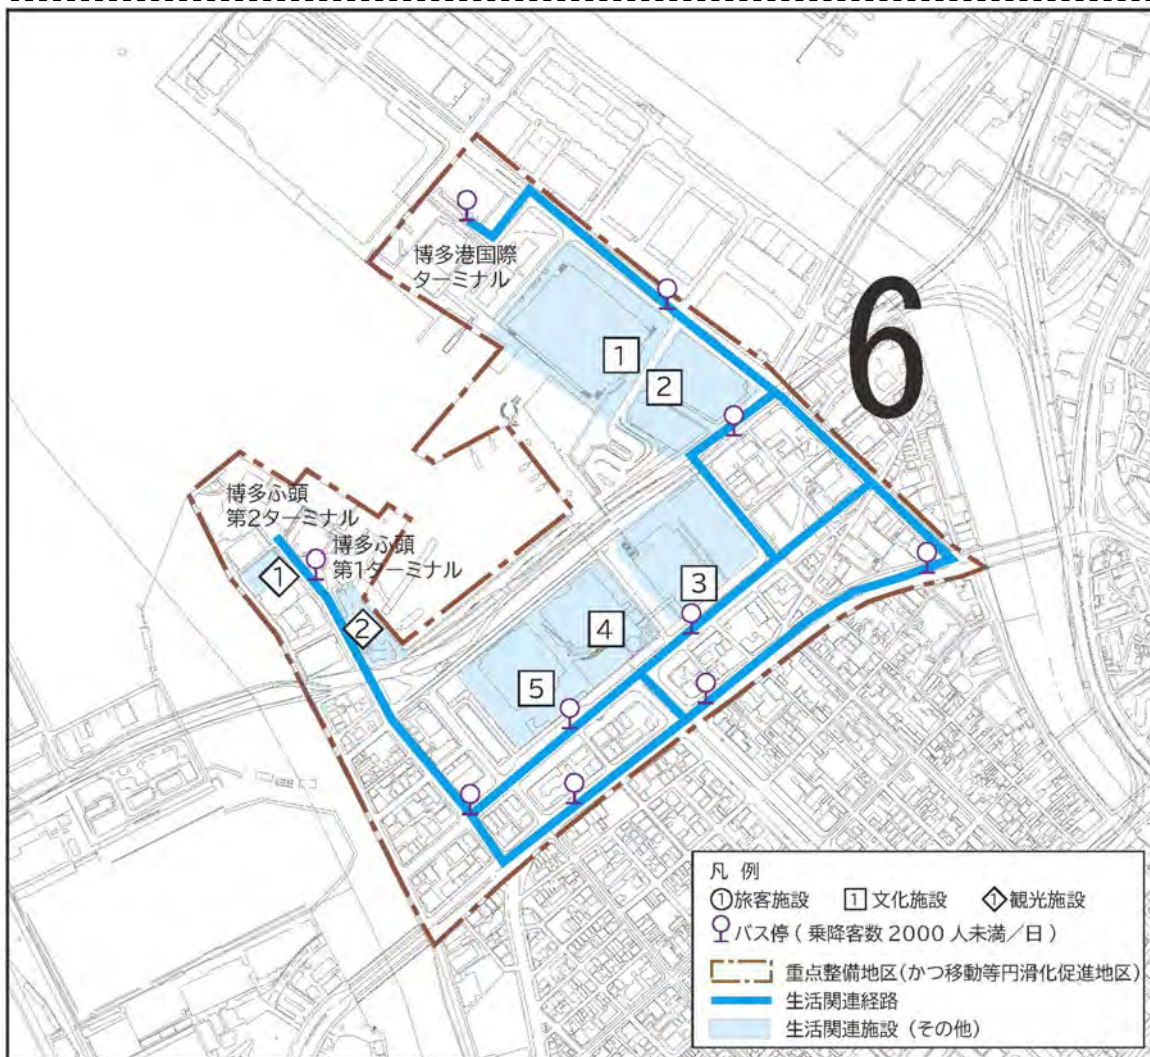 博多港国際
ターミナル
6
1
2
博多ふ頭
第2ターミナル
博多ふ頭
第1ターミナル
1
2
3
4
5
凡 例
①旅客施設 1 文化施設 1 観光施設
バス停 ( 乗降客数 2000 人未満/日 )
重点整備地区(かつ移動等円滑化促進地区)
生活関連経路
生活関連施設 (その他)